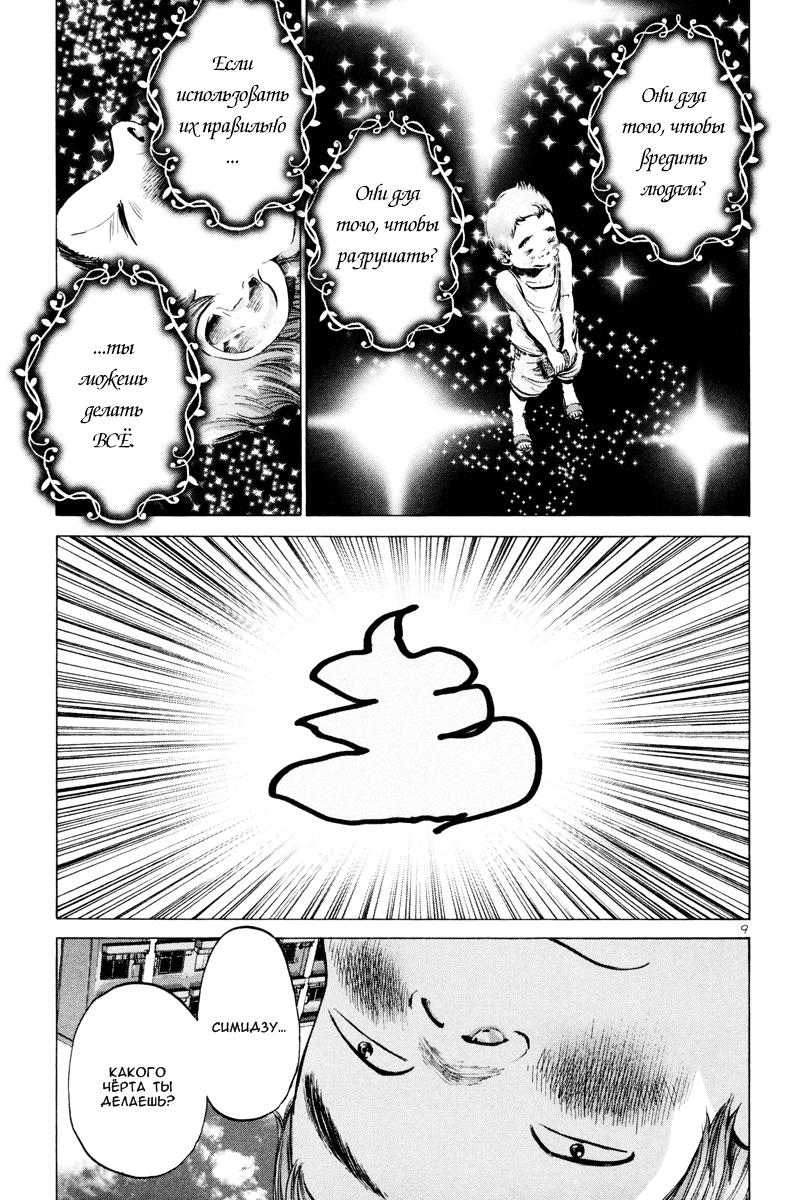 Они для
того, чтобы
вредить
людям?
Они для
того, чтобы
разрушать?
Если
использовать
их правильно
...
...ты
можешь
делать
ВСЁ.
9
СИМИДЗУ...
КАКОГО
ЧЁРТА ТЫ
ДЕЛАЕШЬ?